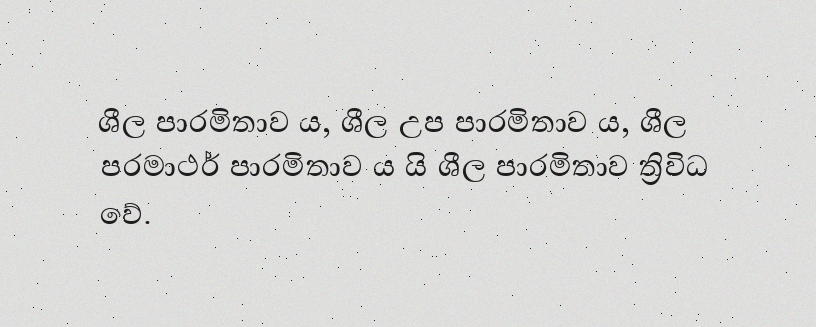 ශීල පාරමිතාව ය, ශීල උප පාරමිතාව ය, ශීල
පරමාථර් පාරමිතාව ය යි ශීල පාරමිතාව ත්‍රිවිධ
වේ.